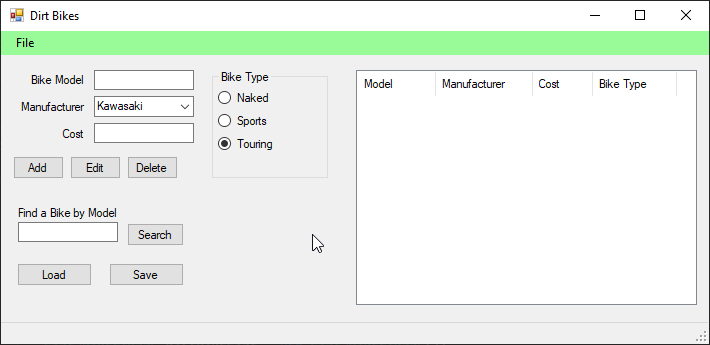 Dirt Bikes
File
Bike Model
Manufacturer Kawasaki
Cost
Add Edit Delete
Bike Type
Naked
Sports
Touring
Model Manufacturer Cost Bike Type
Find a Bike by Model
Search
Load Save